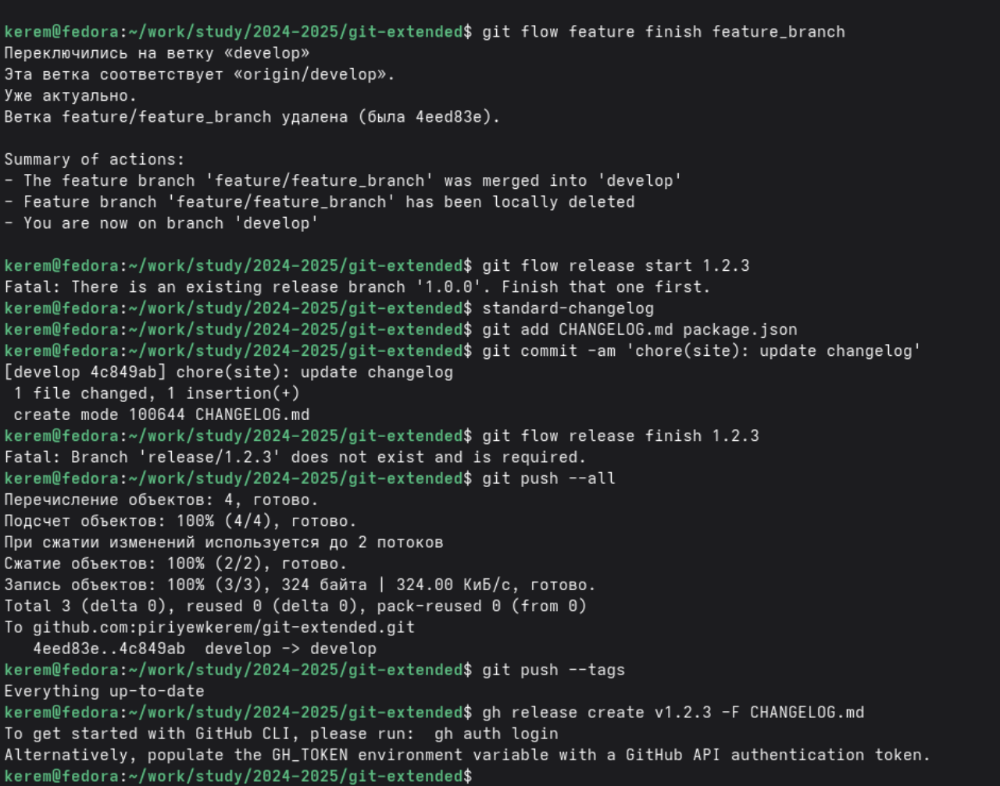 kerem@fedora:~/work/study/2024-2025/git-extended$ git flow feature finish feature_branch
Переключились на ветку «develop»
Эта ветка соответствует «origin/develop».
Уже актуально.
Ветка feature/feature_branch удалена (была 4eed83e).
Summary of actions:
- The feature branch 'feature/feature_branch' was merged into 'develop'
- Feature branch 'feature/feature_branch' has been locally deleted
- You are now on branch 'develop'
kerem@fedora:~/work/study/2024-2025/git-extended$ git flow release start 1.2.3
Fatal: There is an existing release branch '1.0.0'. Finish that one first.
kerem@fedora:~/work/study/2024-2025/git-extended$ standard-changelog
kerem@fedora:~/work/study/2024-2025/git-extended$ git add CHANGELOG.md package.json
kerem@fedora:~/work/study/2024-2025/git-extended$ git commit -am 'chore(site): update changelog'
[develop 4c849ab] chore(site): update changelog
 1 file changed, 1 insertion(+)
 create mode 100644 CHANGELOG.md
kerem@fedora:~/work/study/2024-2025/git-extended$ git flow release finish 1.2.3
Fatal: Branch 'release/1.2.3' does not exist and is required.
kerem@fedora:~/work/study/2024-2025/git-extended$ git push --all
Перечисление объектов: 4, готово.
Подсчет объектов: 100% (4/4), готово.
При сжатии изменений используется до 2 потоков
Сжатие объектов: 100% (2/2), готово.
Запись объектов: 100% (3/3), 324 байта | 324.00 КиБ/с, готово.
Total 3 (delta 0), reused 0 (delta 0), pack-reused 0 (from 0)
To github.com:piriyewkerem/git-extended.git
   4eed83e..4c849ab  develop -> develop
kerem@fedora:~/work/study/2024-2025/git-extended$ git push --tags
Everything up-to-date
kerem@fedora:~/work/study/2024-2025/git-extended$ gh release create v1.2.3 -F CHANGELOG.md
To get started with GitHub CLI, please run:  gh auth login
Alternatively, populate the GH_TOKEN environment variable with a GitHub API authentication token.
kerem@fedora:~/work/study/2024-2025/git-extended$